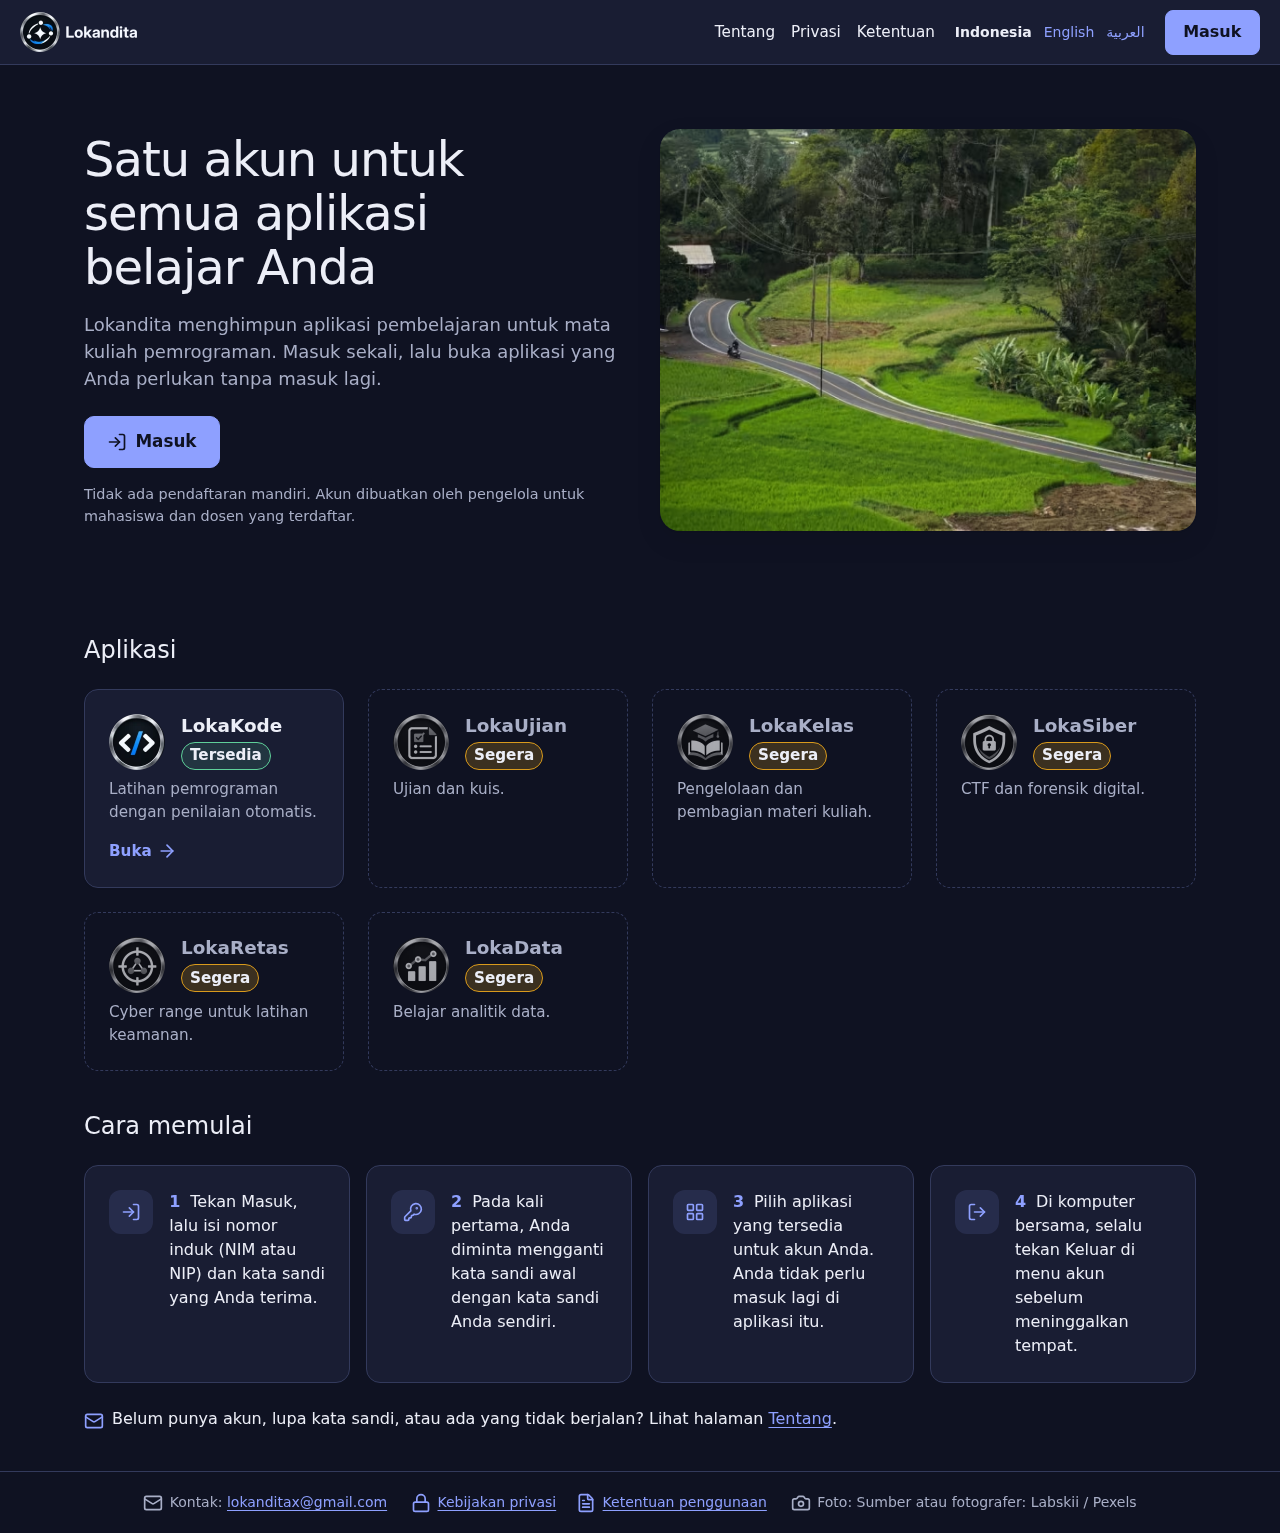 Lokandita
Tentang Privasi Ketentuan Indonesia English العربية Masuk
Satu akun untuk
semua aplikasi
belajar Anda
Lokandita menghimpun aplikasi pembelajaran untuk mata
kuliah pemrograman. Masuk sekali, lalu buka aplikasi yang
Anda perlukan tanpa masuk lagi.
Masuk
Tidak ada pendaftaran mandiri. Akun dibuatkan oleh pengelola untuk
mahasiswa dan dosen yang terdaftar.
Aplikasi
LokaKode
Tersedia
Latihan pemrograman
dengan penilaian otomatis.
Buka
LokaUjian
Segera
Ujian dan kuis.
LokaKelas
Segera
Pengelolaan dan
pembagian materi kuliah.
LokaSiber
Segera
CTF dan forensik digital.
LokaRetas
Segera
Cyber range untuk latihan
keamanan.
LokaData
Segera
Belajar analitik data.
Cara memulai
1 Tekan Masuk,
lalu isi nomor
induk (NIM atau
NIP) dan kata sandi
yang Anda terima.
2 Pada kali
pertama, Anda
diminta mengganti
kata sandi awal
dengan kata sandi
Anda sendiri.
3 Pilih aplikasi
yang tersedia
untuk akun Anda.
Anda tidak perlu
masuk lagi di
aplikasi itu.
4 Di komputer
bersama, selalu
tekan Keluar di
menu akun
sebelum
meninggalkan
tempat.
Belum punya akun, lupa kata sandi, atau ada yang tidak berjalan? Lihat halaman Tentang.
Kontak: lokanditax@gmail.com Kebijakan privasi Ketentuan penggunaan Foto: Sumber atau fotografer: Labskii / Pexels